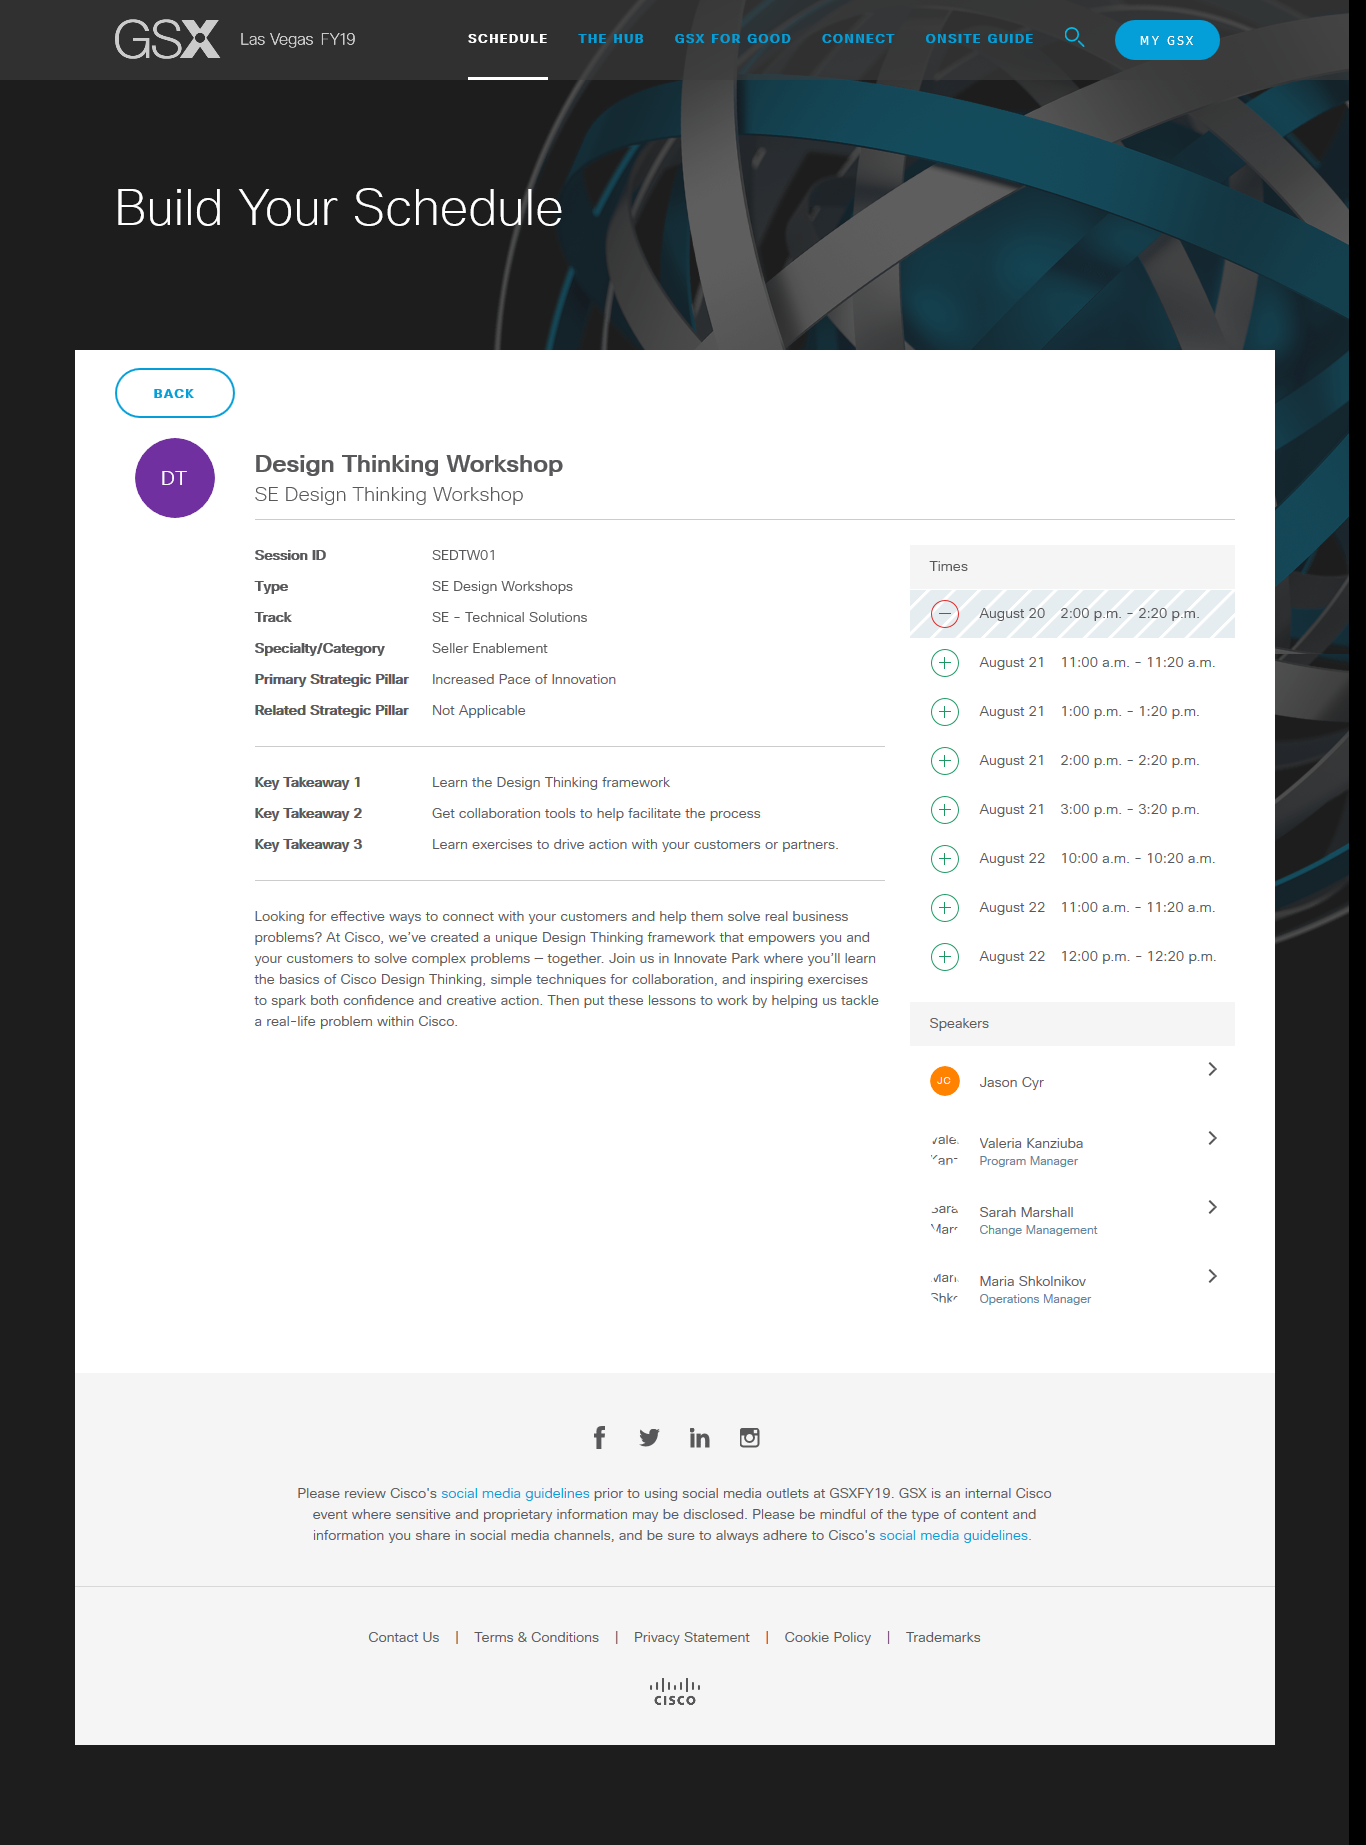 GSX Las Vegas FY19
SCHEDULE THE HUB GSX FOR GOOD CONNECT ONSITE GUIDE MY GSX
Build Your Schedule
BACK
DT
Design Thinking Workshop
SE Design Thinking Workshop
Session ID SEDTW01
Type SE Design Workshops
Track SE - Technical Solutions
Specialty/Category Seller Enablement
Primary Strategic Pillar Increased Pace of Innovation
Related Strategic Pillar Not Applicable
Key Takeaway 1 Learn the Design Thinking framework
Key Takeaway 2 Get collaboration tools to help facilitate the process
Key Takeaway 3 Learn exercises to drive action with your customers or partners.
Looking for effective ways to connect with your customers and help them solve real business
problems? At Cisco, we've created a unique Design Thinking framework that empowers you and
your customers to solve complex problems – together. Join us in Innovate Park where you'll learn
the basics of Cisco Design Thinking, simple techniques for collaboration, and inspiring exercises
to spark both confidence and creative action. Then put these lessons to work by helping us tackle
a real-life problem within Cisco.
Times
August 20 2:00 p.m. - 2:20 p.m.
August 21 11:00 a.m. - 11:20 a.m.
August 21 1:00 p.m. - 1:20 p.m.
August 21 2:00 p.m. - 2:20 p.m.
August 21 3:00 p.m. - 3:20 p.m.
August 22 10:00 a.m. - 10:20 a.m.
August 22 11:00 a.m. - 11:20 a.m.
August 22 12:00 p.m. - 12:20 p.m.
Speakers
JC Jason Cyr
Valeria Kanziuba
Program Manager
Sarah Marshall
Change Management
Maria Shkolnikov
Operations Manager
Please review Cisco's social media guidelines prior to using social media outlets at GSXFY19. GSX is an internal Cisco
event where sensitive and proprietary information may be disclosed. Please be mindful of the type of content and
information you share in social media channels, and be sure to always adhere to Cisco's social media guidelines.
Contact Us | Terms & Conditions | Privacy Statement | Cookie Policy | Trademarks
CISCO